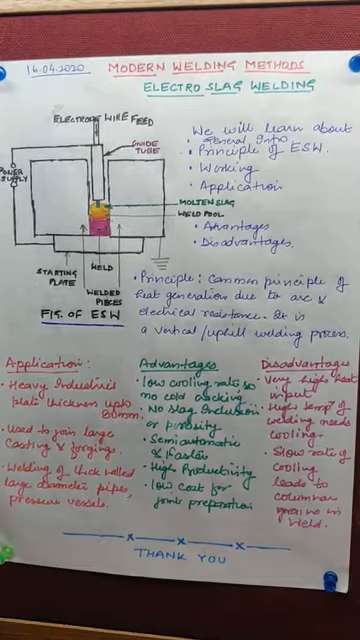 16.04.2020
MODERN WELDING METHODS
ELECTRO SLAG WELDING
ELECTRODE WIRE FEED
GUIDE
TUBE
POWER
SUPPLY
MOLTEN SLAG
WELD POOL
STARTING
PLATE
WELD
WELDED
PIECES
FIG. OF ESW
We will learn about
• General Info
• Principle of ESW.
• Working
• Application
• Advantages
• Disadvantages.
• Principle: Common principle of
heat generation due to arc &
electrical resistance. It is
a vertical/uphill welding process.
Application:
• Heavy Industries
plate thickness upto
80mm.
• Used to join large
casting & forgings.
• Welding of thick walled
large diameter pipes,
pressure vessels.
Advantages
• low cooling rate so
no cold cracking
• No Slag Inclusion
or porosity
• Semiautomatic
& Faster
• High Productivity
• low cost for
joint preparation
Disadvantages
• Very high heat
input
• High tempr of
welding needs
cooling.
• Slow rate of
cooling
leads to
columnar
grains in
Weld.
THANK YOU